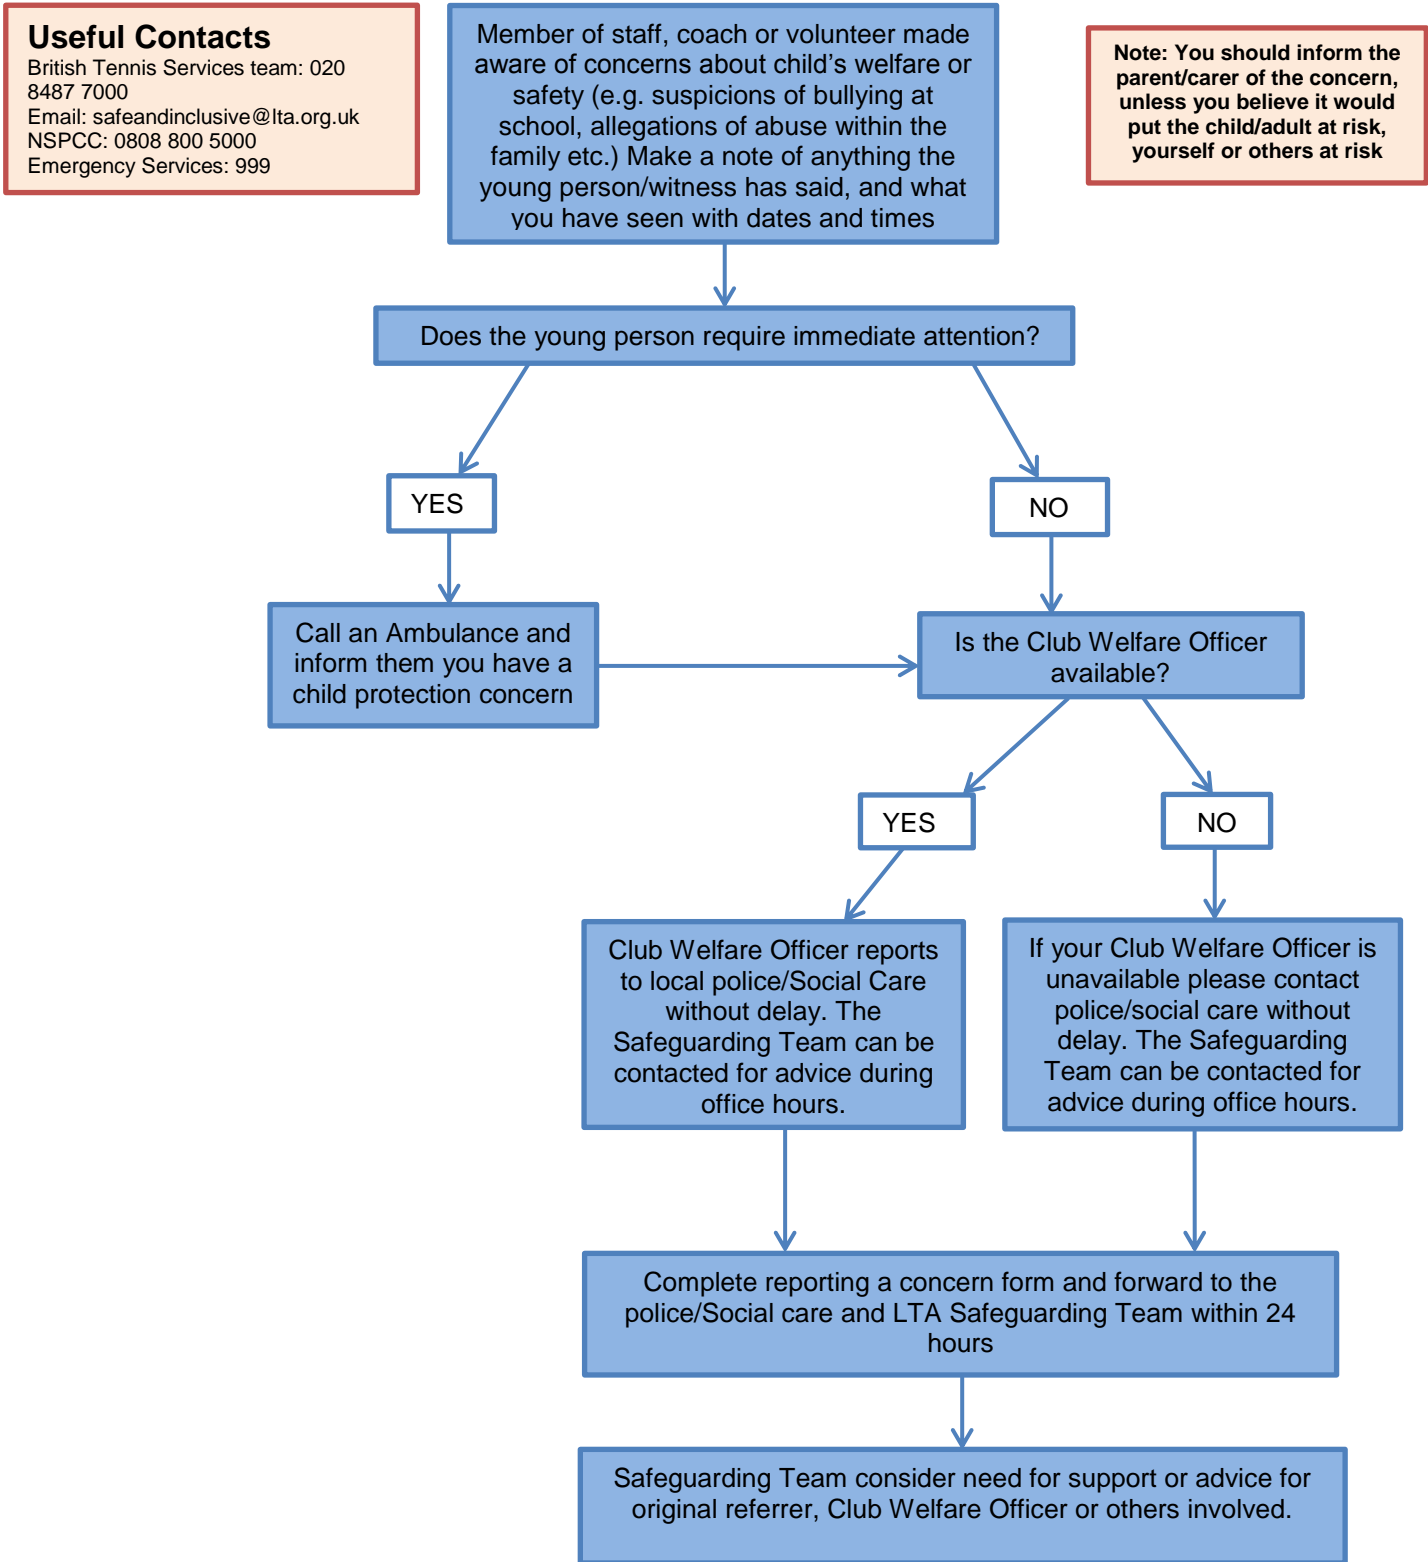 Useful Contacts
British Tennis Services team: 020
8487 7000
Email: safeandinclusive@lta.org.uk
NSPCC: 0808 800 5000
Emergency Services: 999
Member of staff, coach or volunteer made
aware of concerns about child’s welfare or
safety (e.g. suspicions of bullying at
school, allegations of abuse within the
family etc.) Make a note of anything the
young person/witness has said, and what
you have seen with dates and times
Note: You should inform the
parent/carer of the concern,
unless you believe it would
put the child/adult at risk,
yourself or others at risk
Does the young person require immediate attention?
YES
NO
Call an Ambulance and
inform them you have a
child protection concern
Is the Club Welfare Officer
available?
YES
NO
Club Welfare Officer reports
to local police/Social Care
without delay. The
Safeguarding Team can be
contacted for advice during
office hours.
If your Club Welfare Officer is
unavailable please contact
police/social care without
delay. The Safeguarding
Team can be contacted for
advice during office hours.
Complete reporting a concern form and forward to the
police/Social care and LTA Safeguarding Team within 24
hours
Safeguarding Team consider need for support or advice for
original referrer, Club Welfare Officer or others involved.